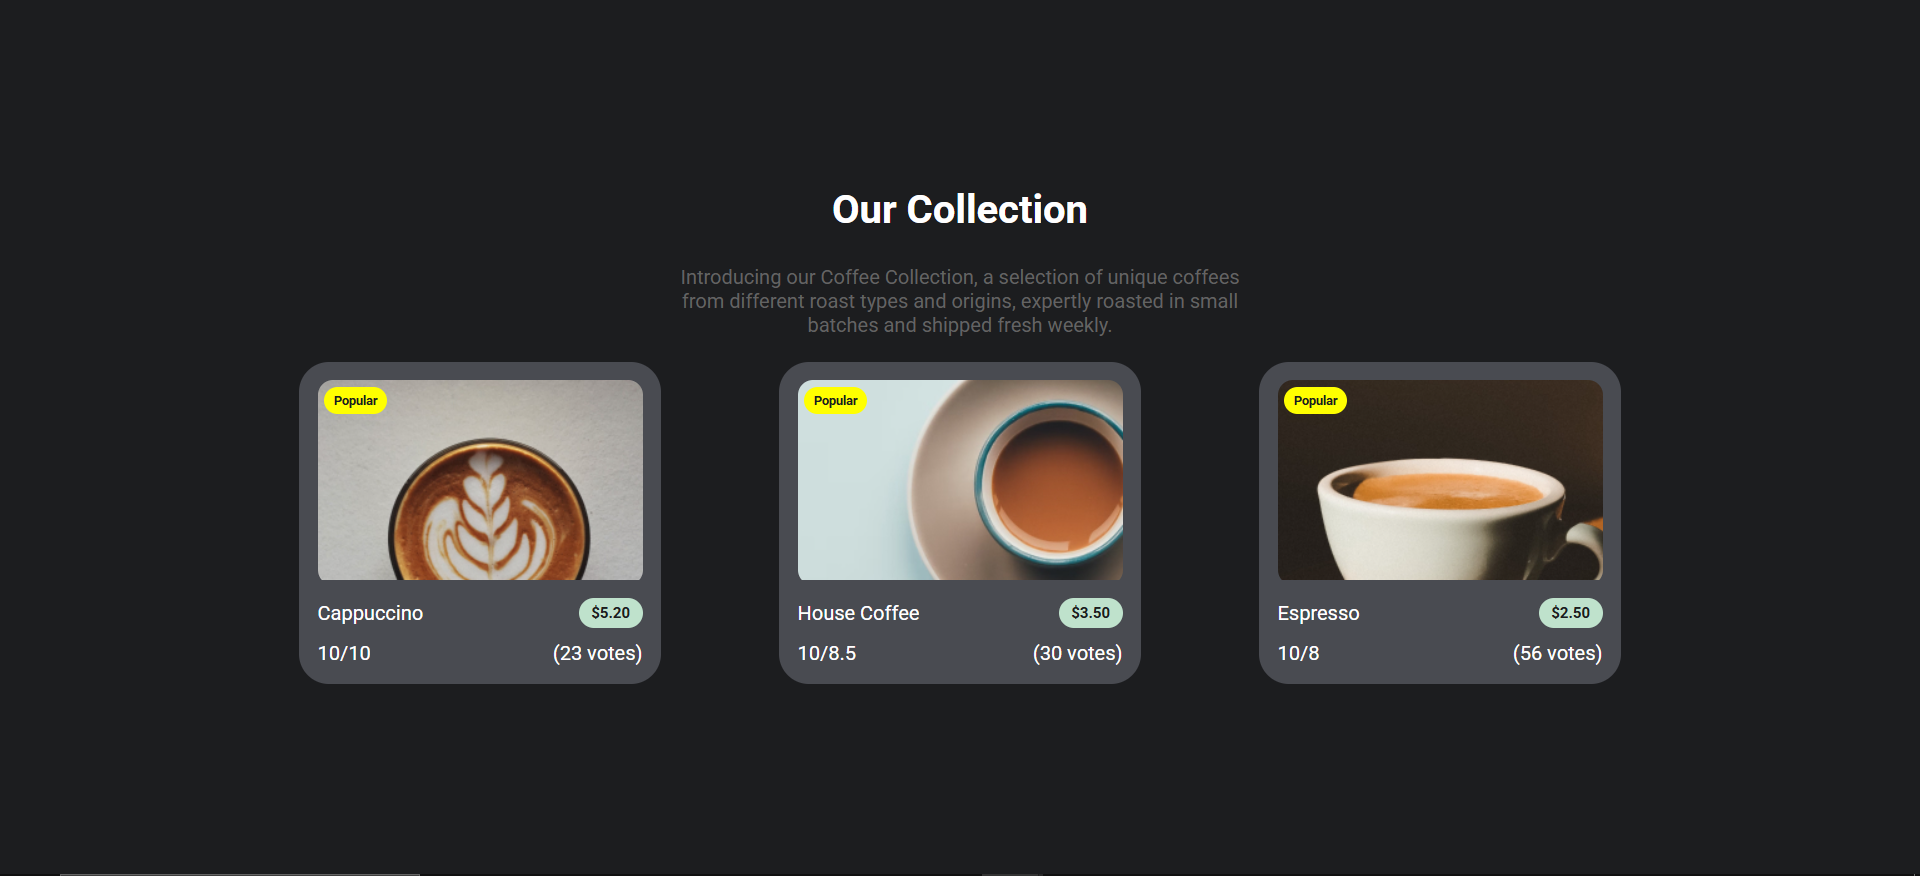 Our Collection
Introducing our Coffee Collection, a selection of unique coffees
from different roast types and origins, expertly roasted in small
batches and shipped fresh weekly.
Popular
Cappuccino
$5.20
10/10
(23 votes)
Popular
House Coffee
$3.50
10/8.5
(30 votes)
Popular
Espresso
$2.50
10/8
(56 votes)